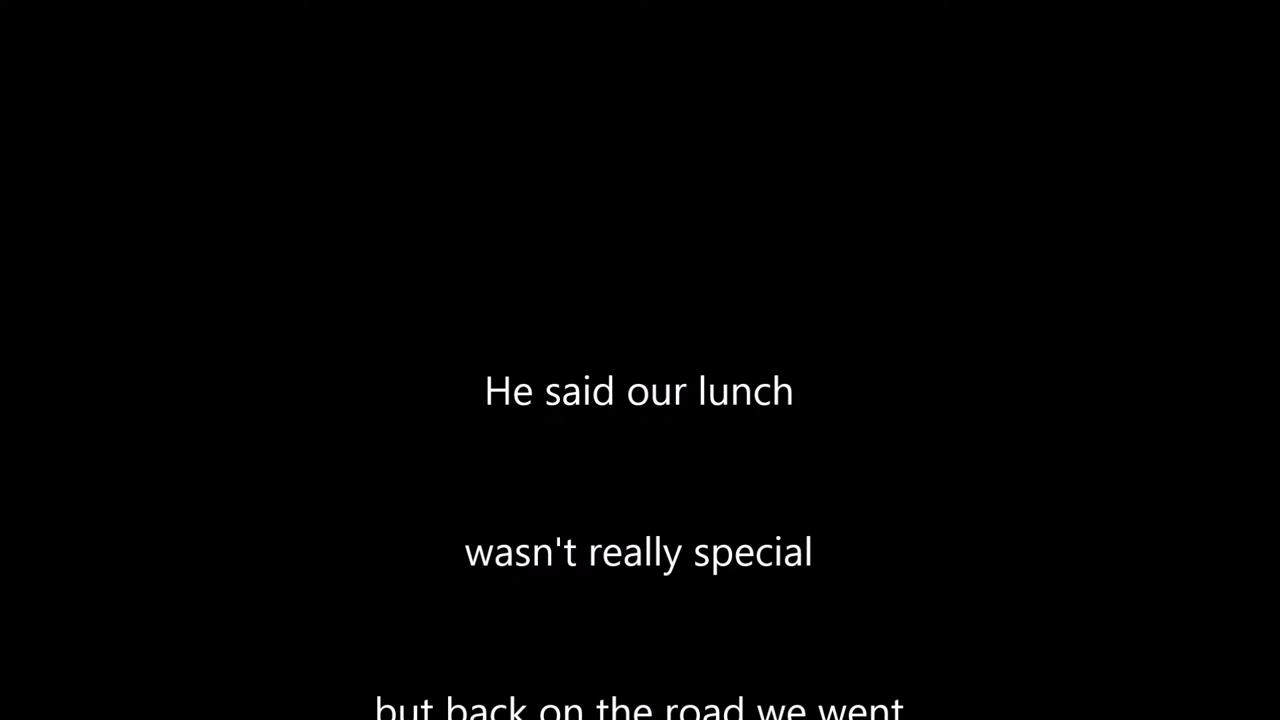 He said our lunch
wasn't really special
but back on the road we went